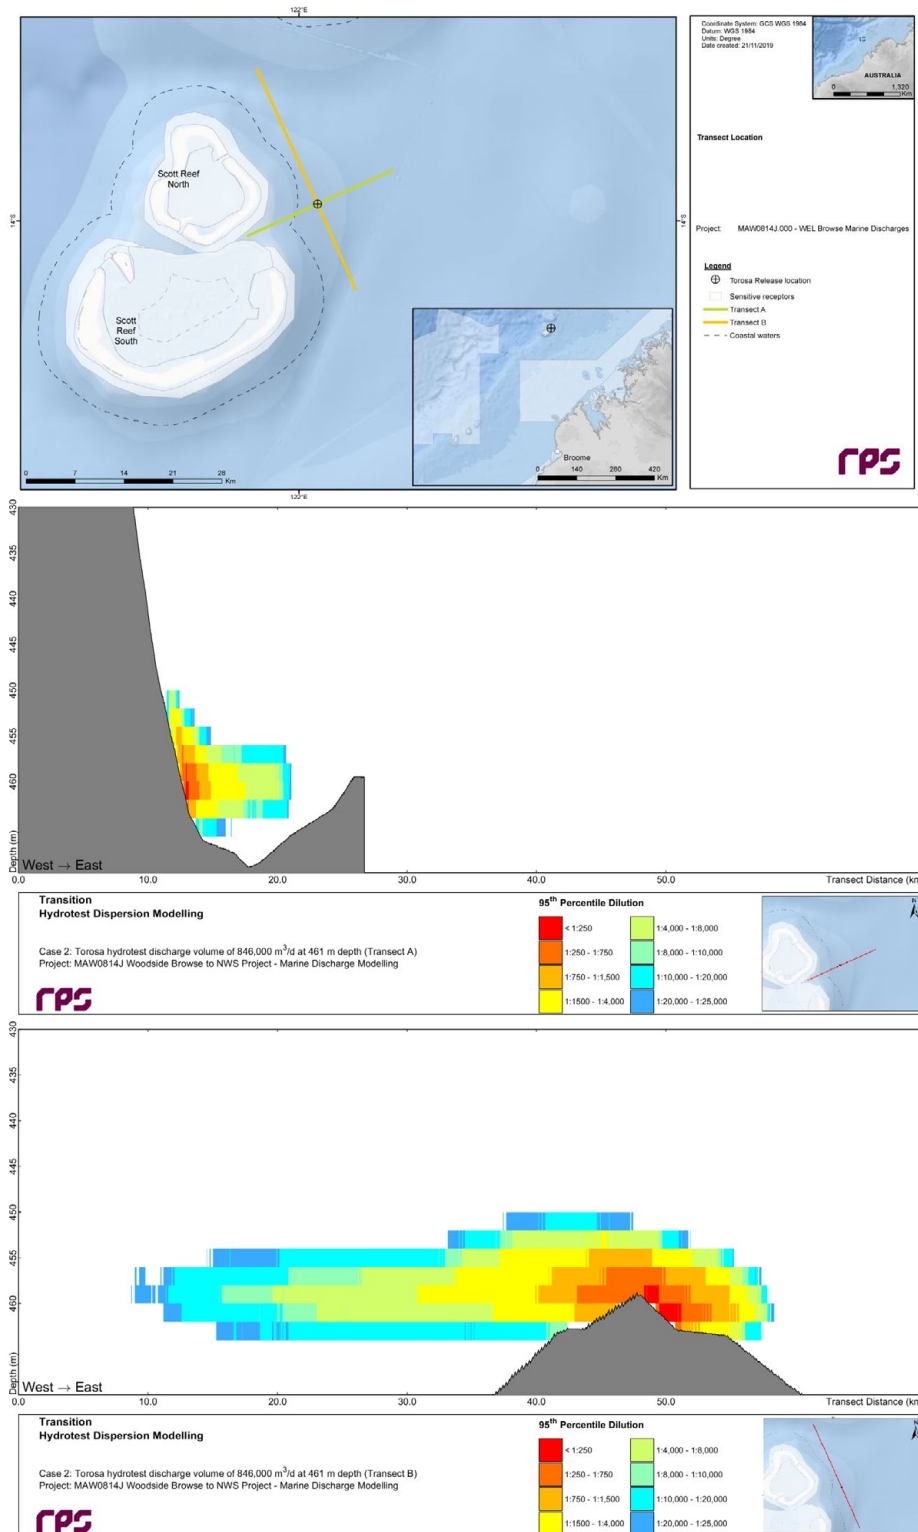 122°E
Scott Reef
North
Scott
Reef
South
14°S
14°S
0 7 14 21 28
Km
122°E
Broome
0 140 280 420
Km
Coordinate System: GCS WGS 1984
Datum: WGS 1984
Units: Degree
Date created: 21/11/2019
AUSTRALIA
0 1,320
Km
Transect Location
Project: MAW0814J.000 - WEL Browse Marine Discharges
Legend
Torosa Release location
Sensitive receptors
Transect A
Transect B
Coastal waters
rps
430
435
440
445
450
455
460
Depth (m)
West → East
0.0 10.0 20.0 30.0 40.0 50.0 Transect Distance (km
Transition
Hydrotest Dispersion Modelling
Case 2: Torosa hydrotest discharge volume of 846,000 m³/d at 461 m depth (Transect A)
Project: MAW0814J Woodside Browse to NWS Project - Marine Discharge Modelling
rps
95th Percentile Dilution
< 1:250
1:250 - 1:750
1:750 - 1:1,500
1:1500 - 1:4,000
1:4,000 - 1:8,000
1:8,000 - 1:10,000
1:10,000 - 1:20,000
1:20,000 - 1:25,000
N
430
435
440
445
450
455
460
Depth (m)
West → East
0.0 10.0 20.0 30.0 40.0 50.0 Transect Distance (km
Transition
Hydrotest Dispersion Modelling
Case 2: Torosa hydrotest discharge volume of 846,000 m³/d at 461 m depth (Transect B)
Project: MAW0814J Woodside Browse to NWS Project - Marine Discharge Modelling
rps
95th Percentile Dilution
< 1:250
1:250 - 1:750
1:750 - 1:1,500
1:1500 - 1:4,000
1:4,000 - 1:8,000
1:8,000 - 1:10,000
1:10,000 - 1:20,000
1:20,000 - 1:25,000
N